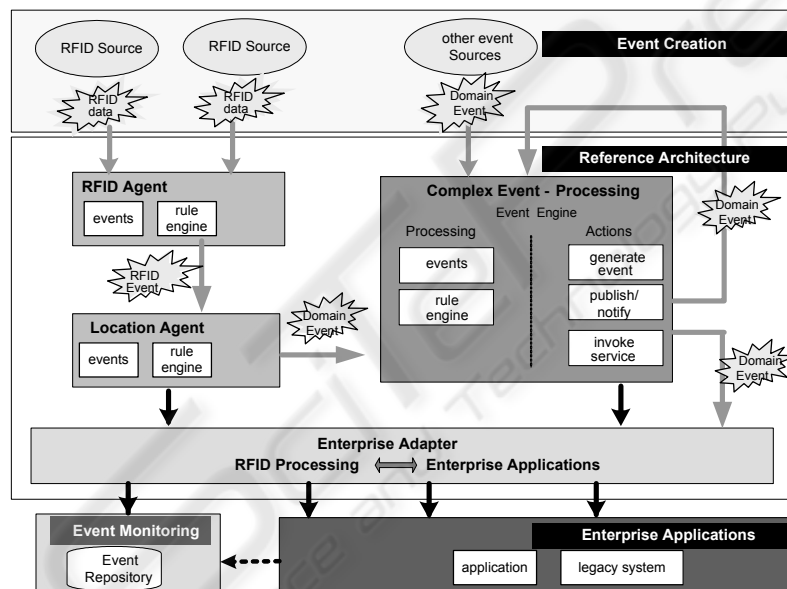 RFID Source
RFID Source
other event
Sources
Event Creation
RFID
data
RFID
data
Domain
Event
Reference Architecture
RFID Agent
events
rule
engine
Complex Event - Processing
Event Engine
Processing
Actions
events
rule
engine
generate
event
publish/
notify
invoke
service
Domain
Event
RFID
Event
Location Agent
events
rule
engine
Domain
Event
Domain
Event
Enterprise Adapter
RFID Processing
Enterprise Applications
Event Monitoring
Event
Repository
Enterprise Applications
application
legacy system